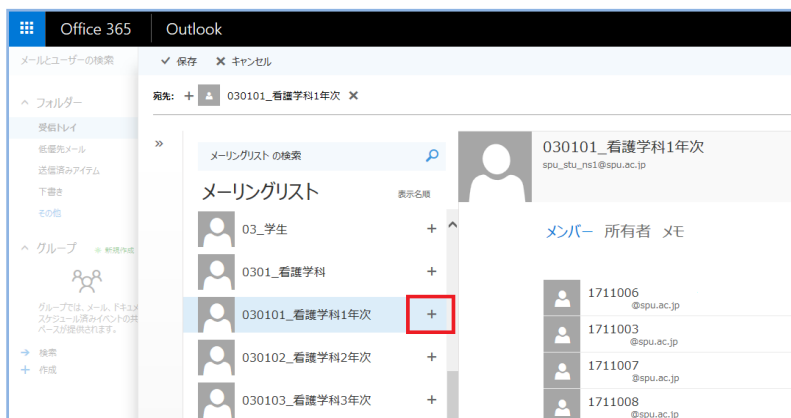 Office 365 Outlook
メールとユーザーの検索
保存 キャンセル
宛先: + 030101_看護学科1年次 ✕
フォルダー
受信トレイ
低優先メール
送信済みアイテム
下書き
その他
グループ 新規作成
グループでは、メール、ドキュメ
スケジュール済みイベントの共
ペースが提供されます。
検索
作成
»
メーリングリスト の検索
メーリングリスト 表示名順
03_学生 +
0301_看護学科 +
030101_看護学科1年次 +
030102_看護学科2年次 +
030103_看護学科3年次 +
030101_看護学科1年次
spu_stu_ns1@spu.ac.jp
メンバー 所有者 メモ
1711006
@spu.ac.jp
1711003
@spu.ac.jp
1711007
@spu.ac.jp
1711008
@spu.ac.jp